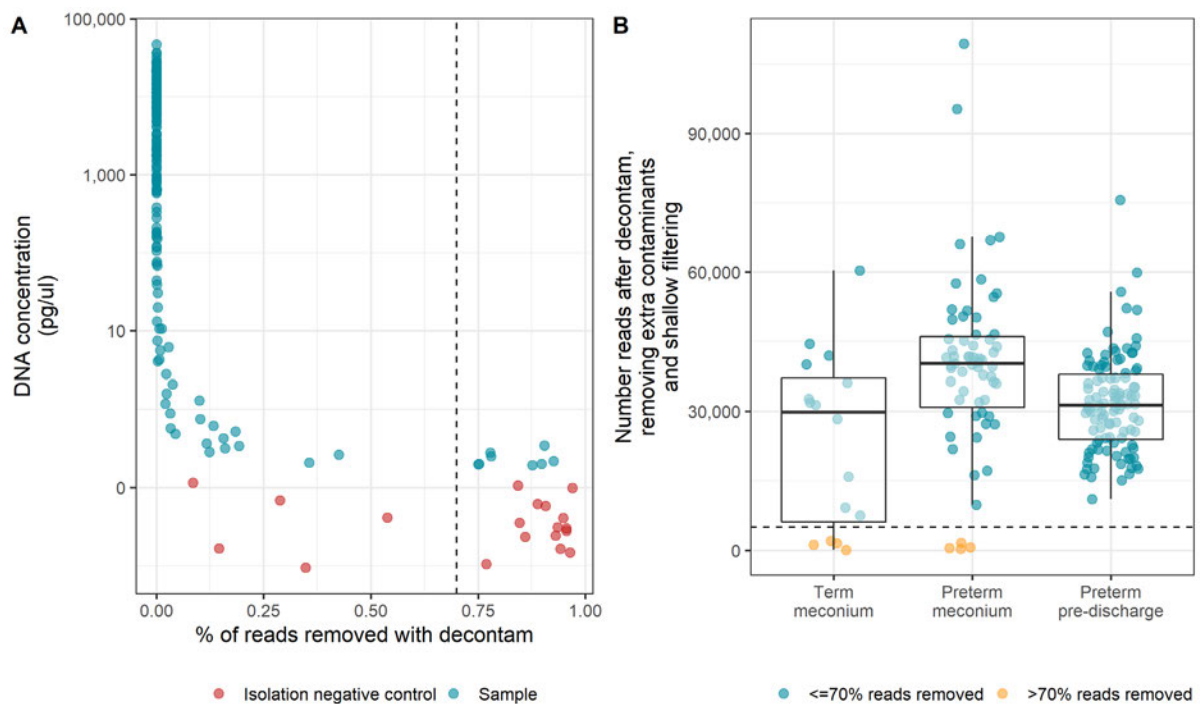 A
100,000
1,000
10
0
DNA concentration
(pg/ul)
0.00 0.25 0.50 0.75 1.00
% of reads removed with decontam
Isolation negative control Sample
B
90,000
60,000
30,000
0
Number reads after decontam,
removing extra contaminants
and shallow filtering
Term
meconium
Preterm
meconium
Preterm
pre-discharge
<=70% reads removed >70% reads removed